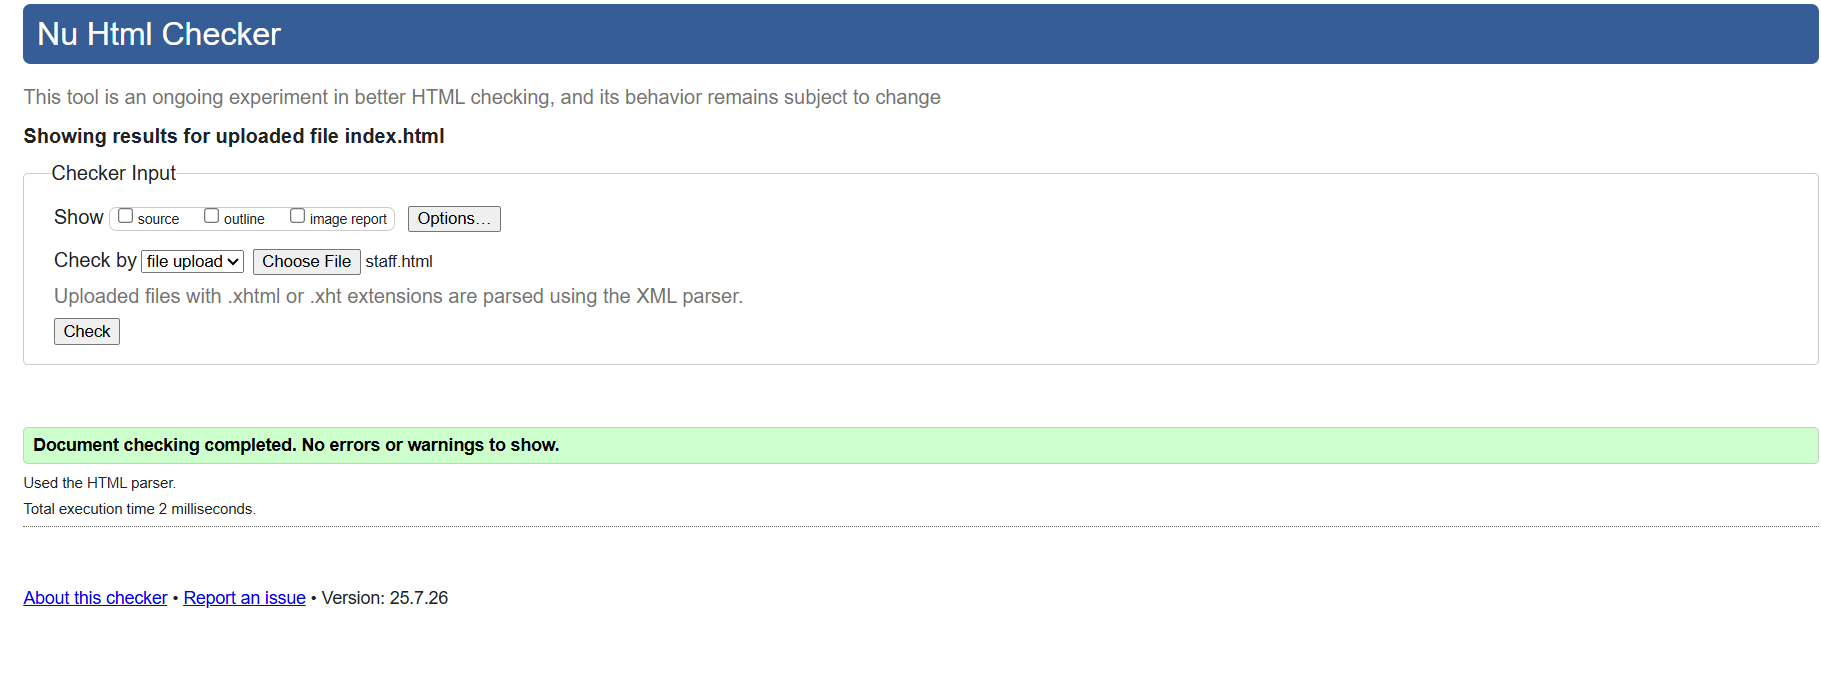 Nu Html Checker
This tool is an ongoing experiment in better HTML checking, and its behavior remains subject to change
Showing results for uploaded file index.html
Checker Input
Show source outline image report Options…
Check by file upload Choose File staff.html
Uploaded files with .xhtml or .xht extensions are parsed using the XML parser.
Check
Document checking completed. No errors or warnings to show.
Used the HTML parser.
Total execution time 2 milliseconds.
About this checker • Report an issue • Version: 25.7.26